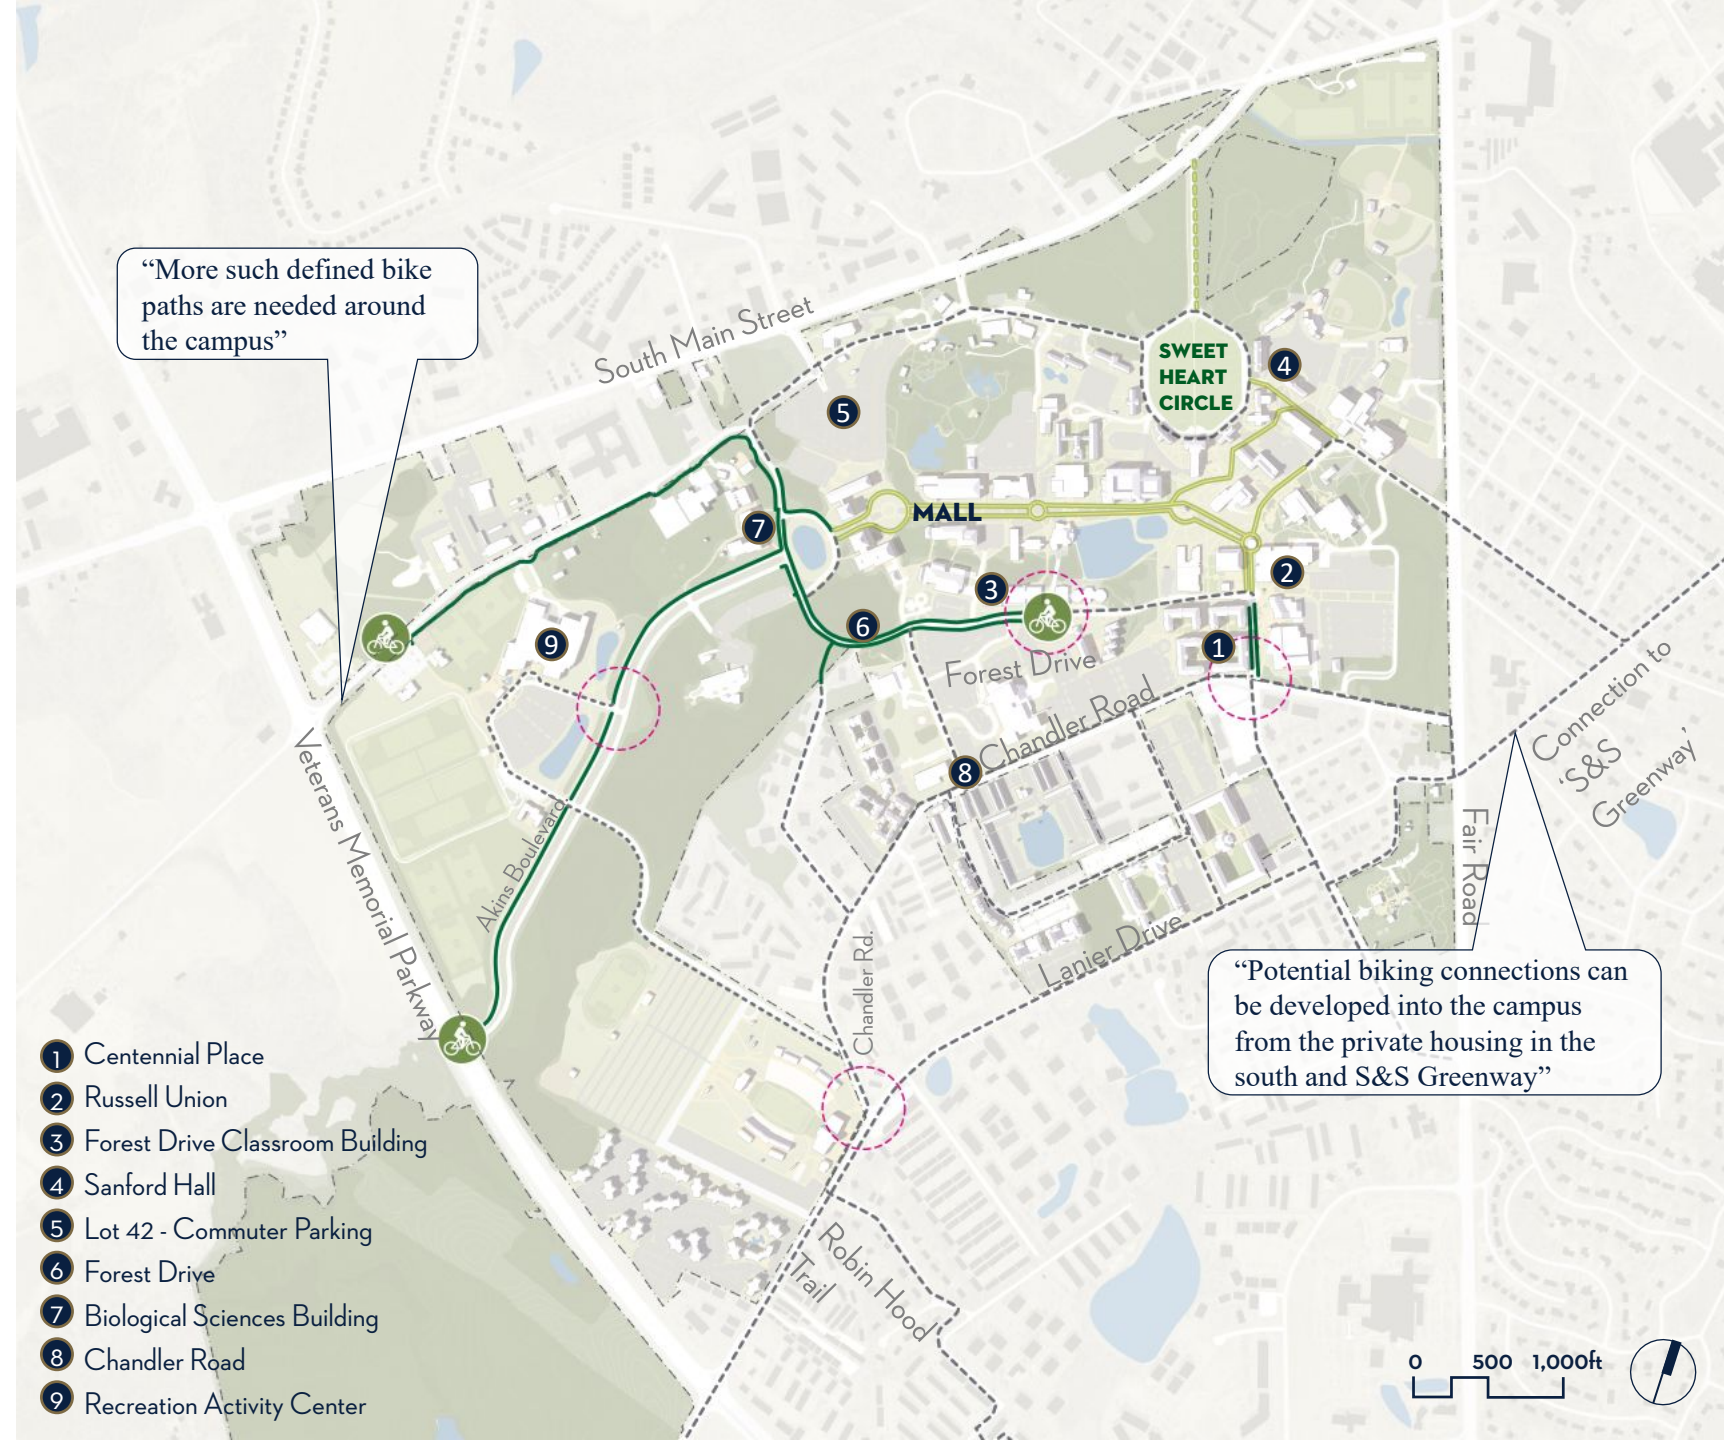 “More such defined bike
paths are needed around
the campus”
South Main Street
SWEET
HEART
CIRCLE
4
5
MALL
7
3
2
6
9
1
Forest Drive
Chandler Road
8
Connection to
‘S&S
Greenway’
Veterans Memorial Parkway
Akins Boulevard
Fair Road
Chandler Rd.
Lanier Drive
“Potential biking connections can
be developed into the campus
from the private housing in the
south and S&S Greenway”
Robin Hood
Trail
1 Centennial Place
2 Russell Union
3 Forest Drive Classroom Building
4 Sanford Hall
5 Lot 42 - Commuter Parking
6 Forest Drive
7 Biological Sciences Building
8 Chandler Road
9 Recreation Activity Center
0 500 1,000ft